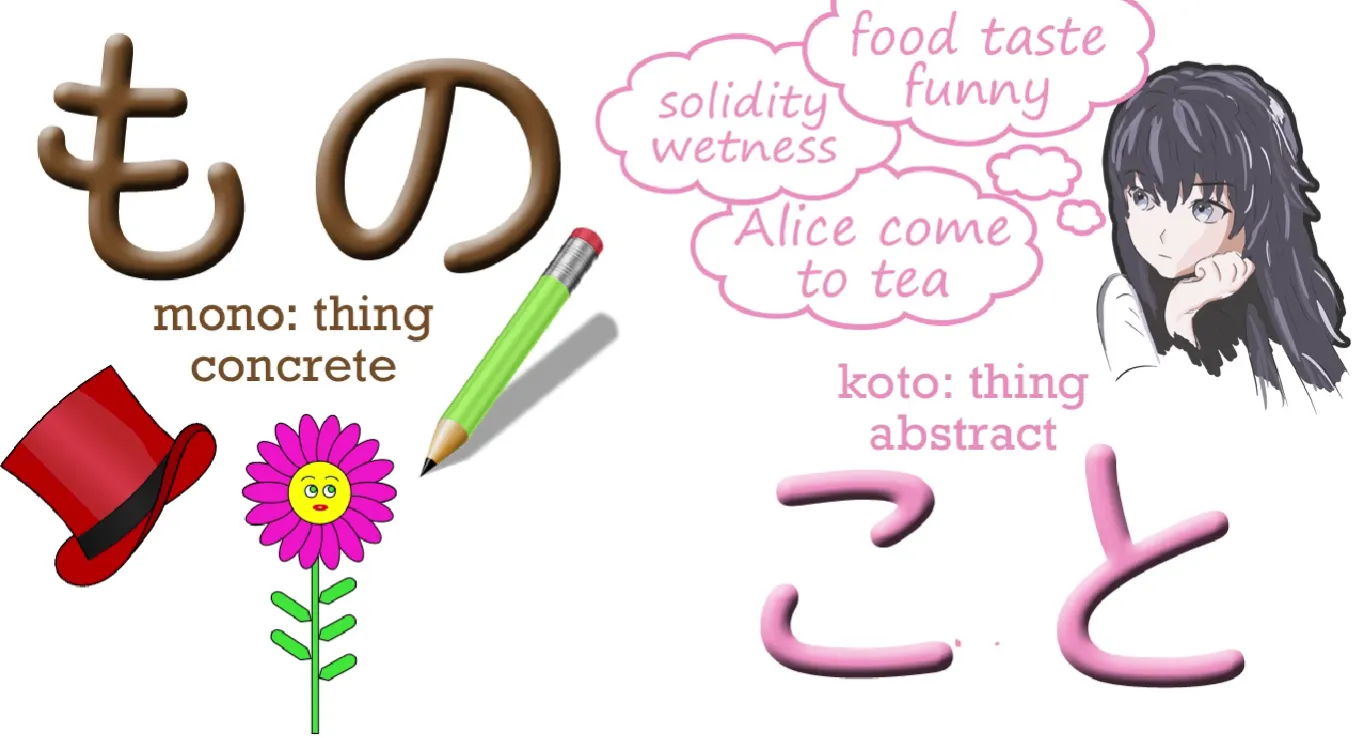 もの
mono: thing
concrete
food taste
funny
solidity
wetness
Alice come
to tea
koto: thing
abstract
こと